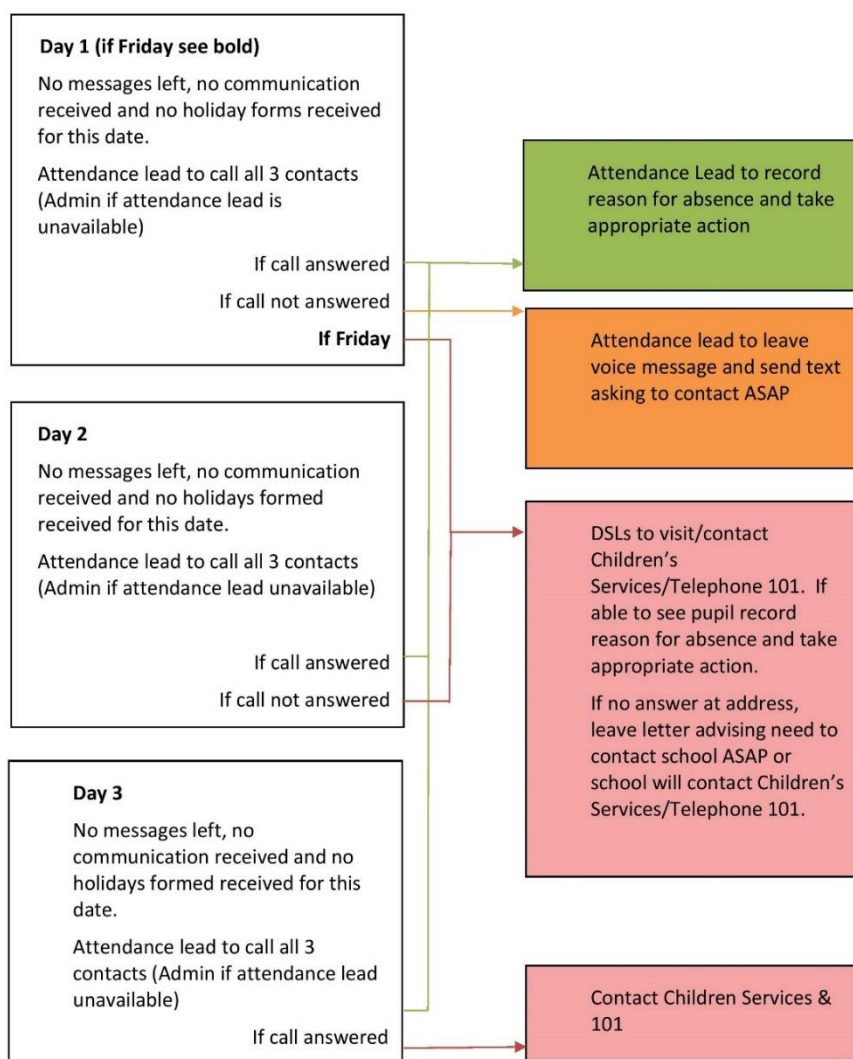 Day 1 (if Friday see bold)
No messages left, no communication
received and no holiday forms received
for this date.
Attendance lead to call all 3 contacts
(Admin if attendance lead is
unavailable)
If call answered
If call not answered
If Friday
Attendance Lead to record
reason for absence and take
appropriate action
Attendance lead to leave
voice message and send text
asking to contact ASAP
Day 2
No messages left, no communication
received and no holidays formed
received for this date.
Attendance lead to call all 3 contacts
(Admin if attendance lead unavailable)
If call answered
If call not answered
DSLs to visit/contact
Children’s
Services/Telephone 101.  If
able to see pupil record
reason for absence and take
appropriate action.
If no answer at address,
leave letter advising need to
contact school ASAP or
school will contact Children’s
Services/Telephone 101.
Day 3
No messages left, no
communication received and no
holidays formed received for this
date.
Attendance lead to call all 3
contacts (Admin if attendance lead
unavailable)
If call answered
Contact Children Services &
101